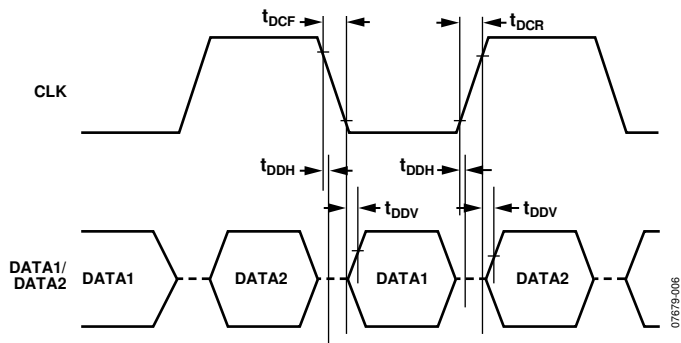 tDCF
tDCR
CLK
tDDH
tDDH
tDDV
tDDV
DATA1/
DATA2
DATA1
DATA2
DATA1
DATA2
07679-006